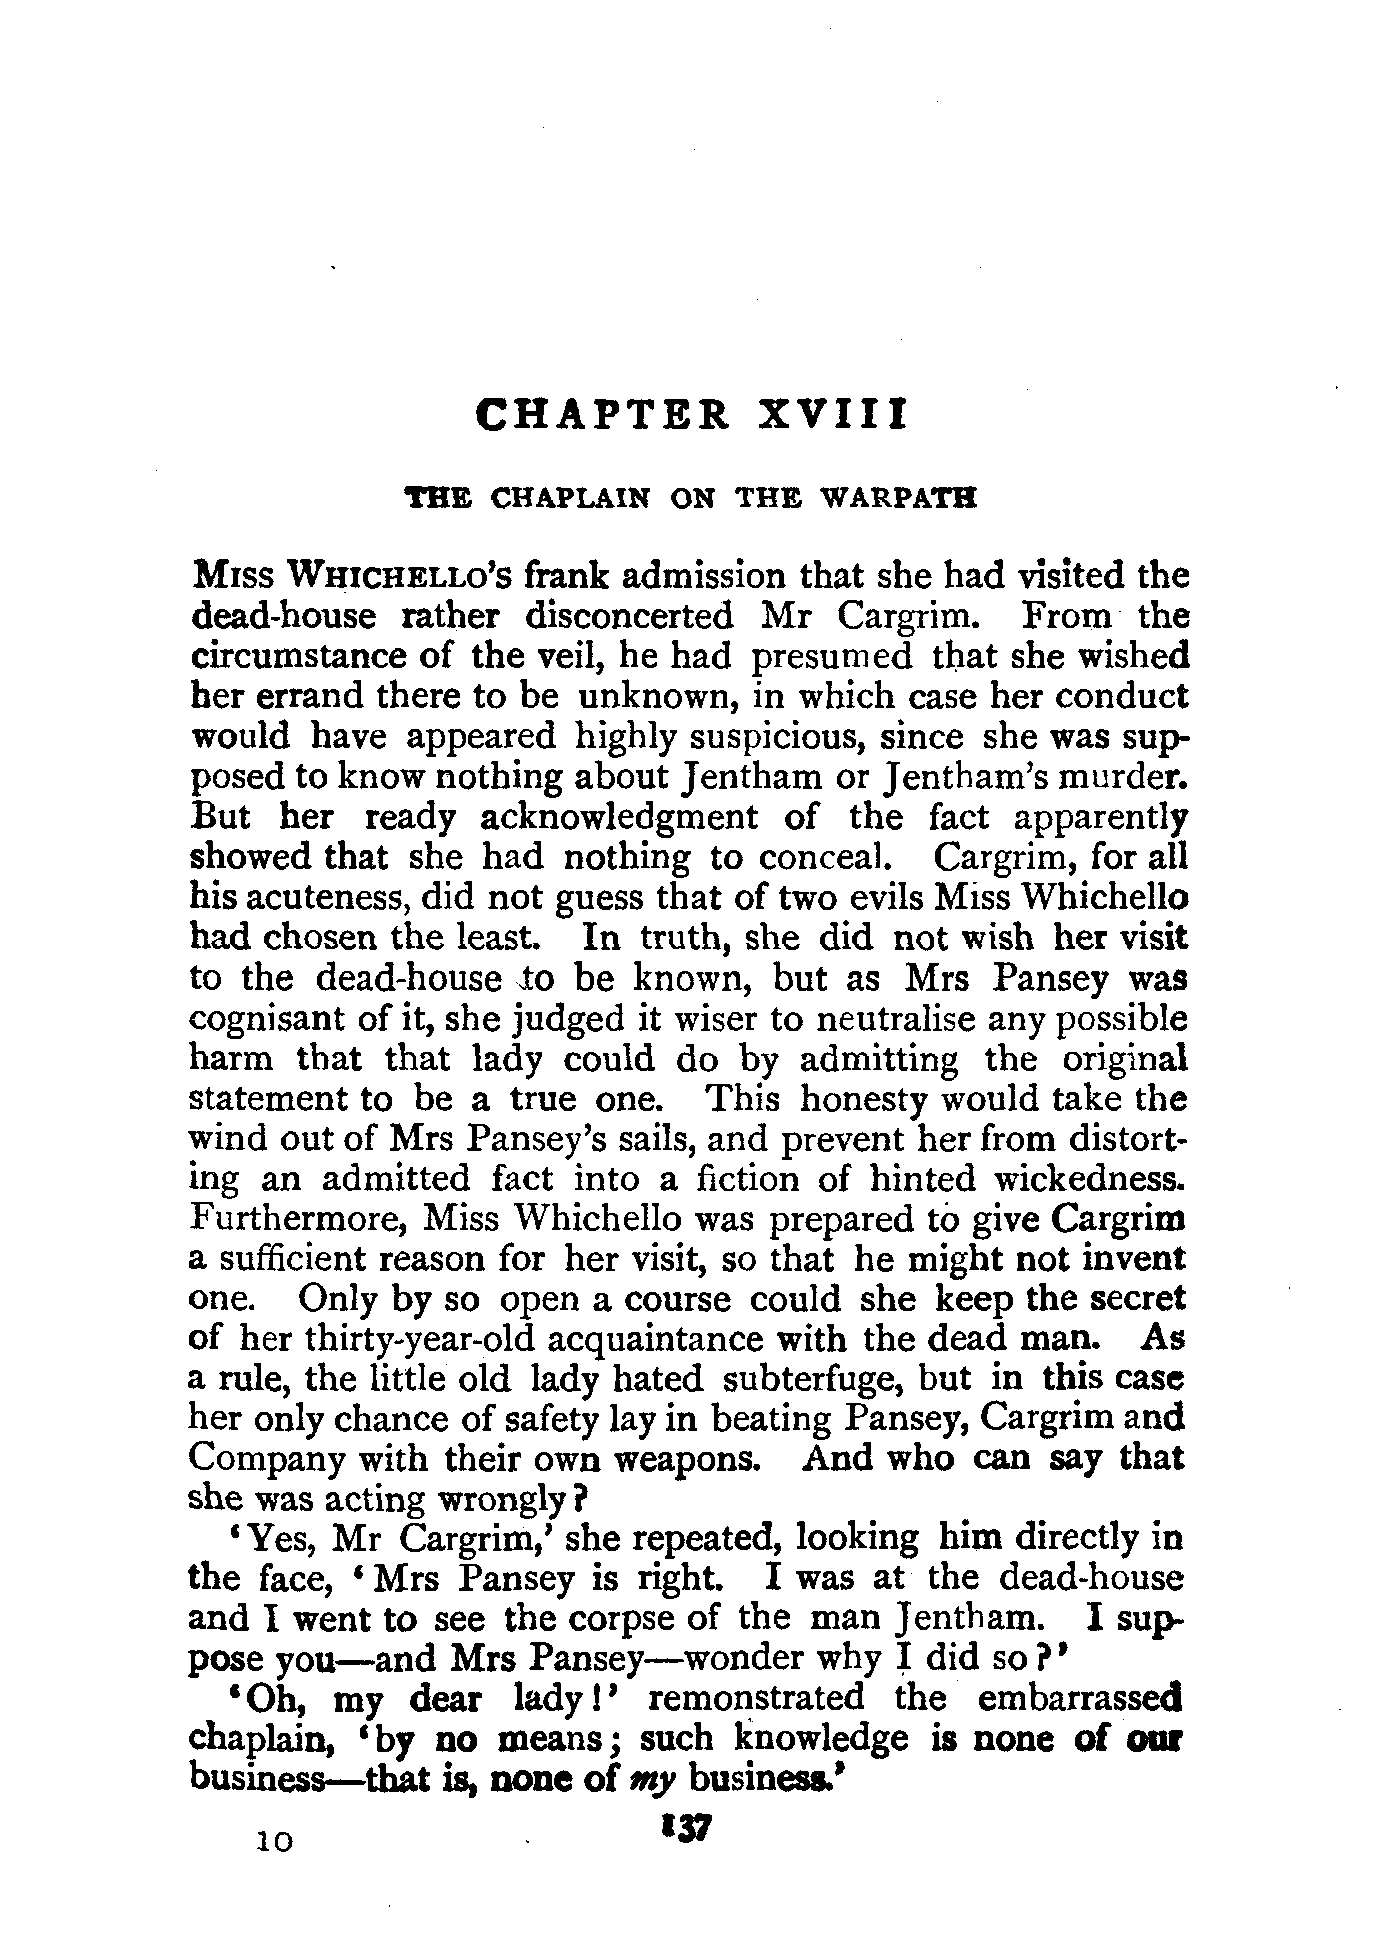 CHAPTER XVIII
THE CHAPLAIN ON THE WARPATH
MISS WHICHELLO'S frank admission that she had visited the
dead-house rather disconcerted Mr Cargrim. From the
circumstance of the veil, he had presumed that she wished
her errand there to be unknown, in which case her conduct
would have appeared highly suspicious, since she was sup-
posed to know nothing about Jentham or Jentham's murder.
But her ready acknowledgment of the fact apparently
showed that she had nothing to conceal. Cargrim, for all
his acuteness, did not guess that of two evils Miss Whichello
had chosen the least. In truth, she did not wish her visit
to the dead-house to be known, but as Mrs Pansey was
cognisant of it, she judged it wiser to neutralise any possible
harm that that lady could do by admitting the original
statement to be a true one. This honesty would take the
wind out of Mrs Pansey's sails, and prevent her from distort-
ing an admitted fact into a fiction of hinted wickedness.
Furthermore, Miss Whichello was prepared to give Cargrim
a sufficient reason for her visit, so that he might not invent
one. Only by so open a course could she keep the secret
of her thirty-year-old acquaintance with the dead man. As
a rule, the little old lady hated subterfuge, but in this case
her only chance of safety lay in beating Pansey, Cargrim and
Company with their own weapons. And who can say that
she was acting wrongly?
'Yes, Mr Cargrim,' she repeated, looking him directly in
the face, 'Mrs Pansey is right. I was at the dead-house
and I went to see the corpse of the man Jentham. I sup-
pose you—and Mrs Pansey—wonder why I did so?'
'Oh, my dear lady!' remonstrated the embarrassed
chaplain, 'by no means; such knowledge is none of our
business—that is, none of my business.'
137
10